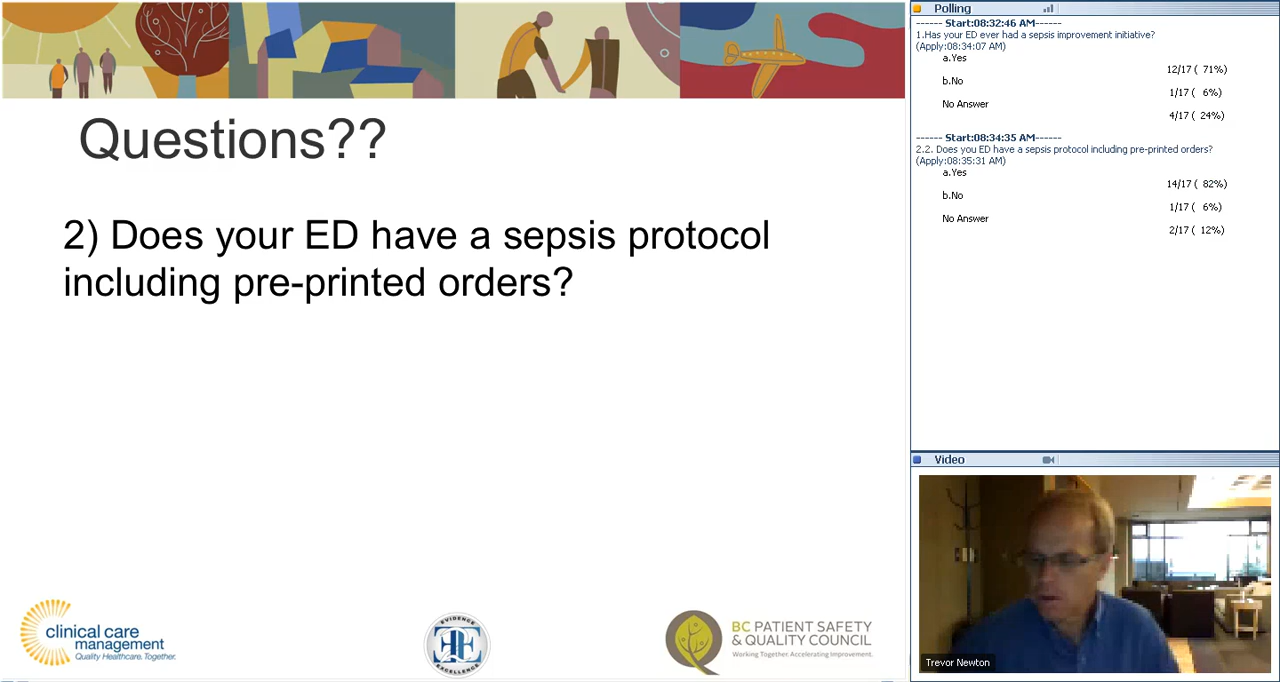 Questions??
2) Does your ED have a sepsis protocol
including pre-printed orders?
clinical care
management
Quality Healthcare. Together.
EVIDENCE
E2E
EXCELLENCE
BC PATIENT SAFETY
& QUALITY COUNCIL
Working Together. Accelerating Improvement.
Polling
------ Start:08:32:46 AM------
1.Has your ED ever had a sepsis improvement initiative?
(Apply:08:34:07 AM)
a.Yes
12/17 ( 71%)
b.No
1/17 ( 6%)
No Answer
4/17 ( 24%)
------ Start:08:34:35 AM------
2.2. Does you ED have a sepsis protocol including pre-printed orders?
(Apply:08:35:31 AM)
a.Yes
14/17 ( 82%)
b.No
1/17 ( 6%)
No Answer
2/17 ( 12%)
Video
Trevor Newton